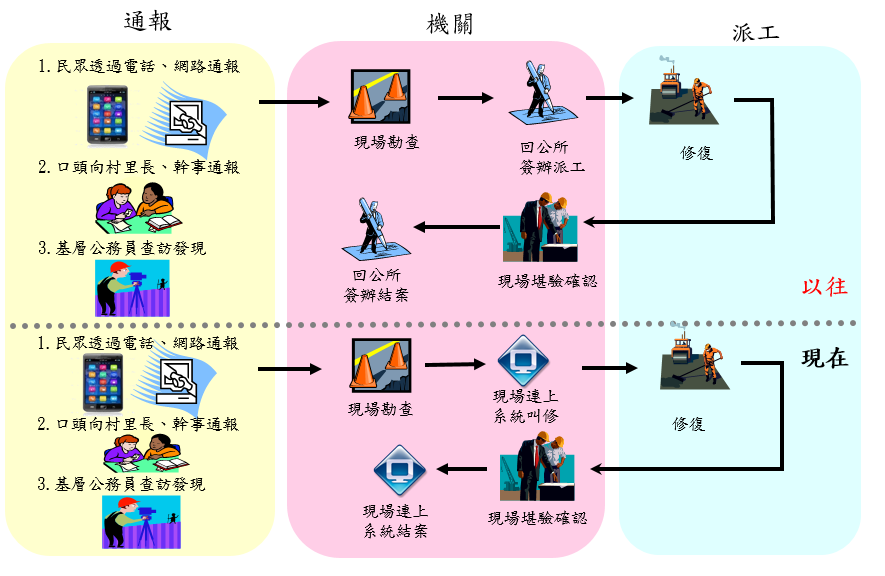 通報
機關
派工
1.民眾透過電話、網路通報
2.口頭向村里長、幹事通報
3.基層公務員查訪發現
現場勘查
回公所
簽辦派工
修復
現場堪驗確認
回公所
簽辦結案
以往
1.民眾透過電話、網路通報
2.口頭向村里長、幹事通報
3.基層公務員查訪發現
現場勘查
現場連上
系統叫修
修復
現場堪驗確認
現場連上
系統結案
現在